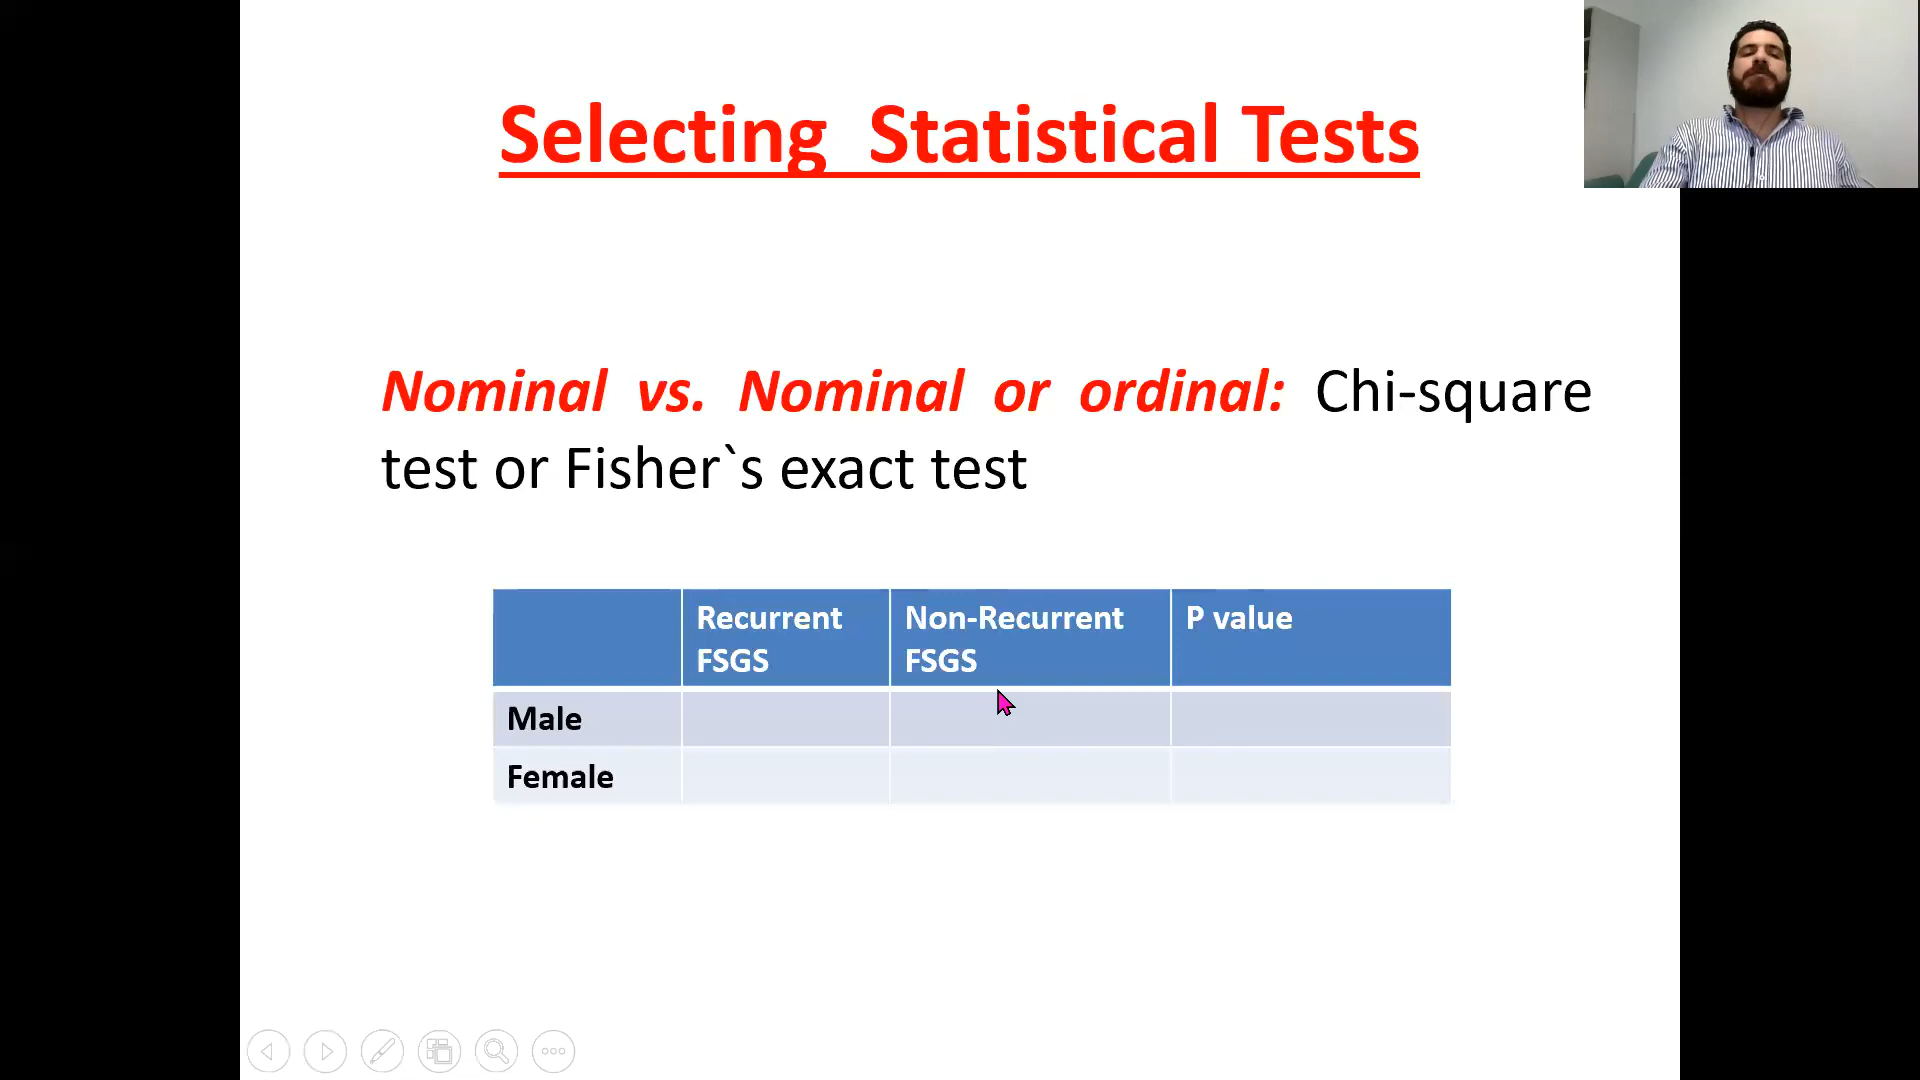 Selecting Statistical Tests
Nominal vs. Nominal or ordinal: Chi-square
test or Fisher`s exact test
Recurrent FSGS
Non-Recurrent FSGS
P value
Male
Female